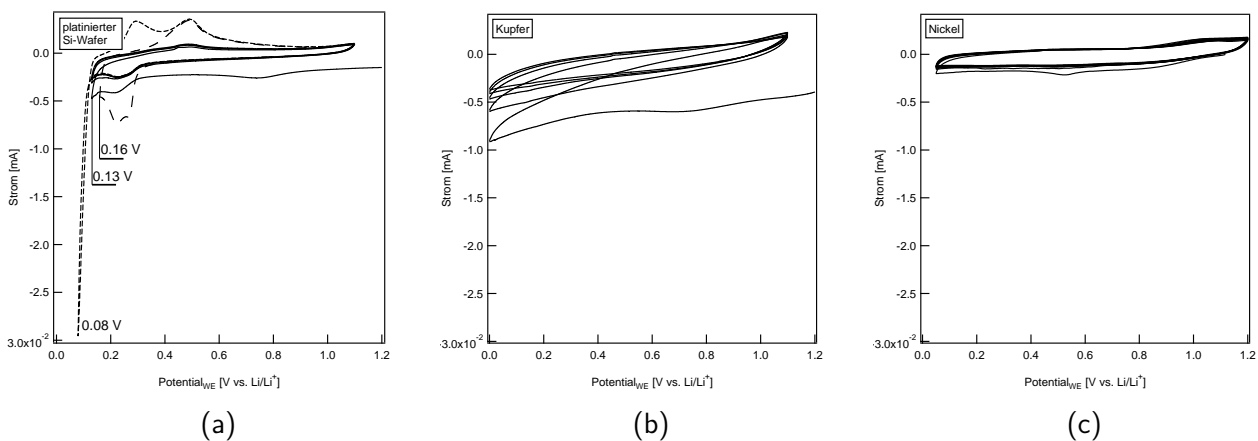 platinierter
Si-Wafer
0.0
-0.5
-1.0
-1.5
-2.0
-2.5
3.0x10⁻²
Strom [mA]
0.16 V
0.13 V
0.08 V
0.0 0.2 0.4 0.6 0.8 1.0 1.2
Potential_WE [V vs. Li/Li⁺]
(a)
Kupfer
0.0
-0.5
-1.0
-1.5
-2.0
-2.5
-3.0x10⁻²
Strom [mA]
0.0 0.2 0.4 0.6 0.8 1.0 1.2
Potential_WE [V vs. Li/Li⁺]
(b)
Nickel
0.0
-0.5
-1.0
-1.5
-2.0
-2.5
-3.0x10⁻²
Strom [mA]
0.0 0.2 0.4 0.6 0.8 1.0 1.2
Potential_WE [V vs. Li/Li⁺]
(c)